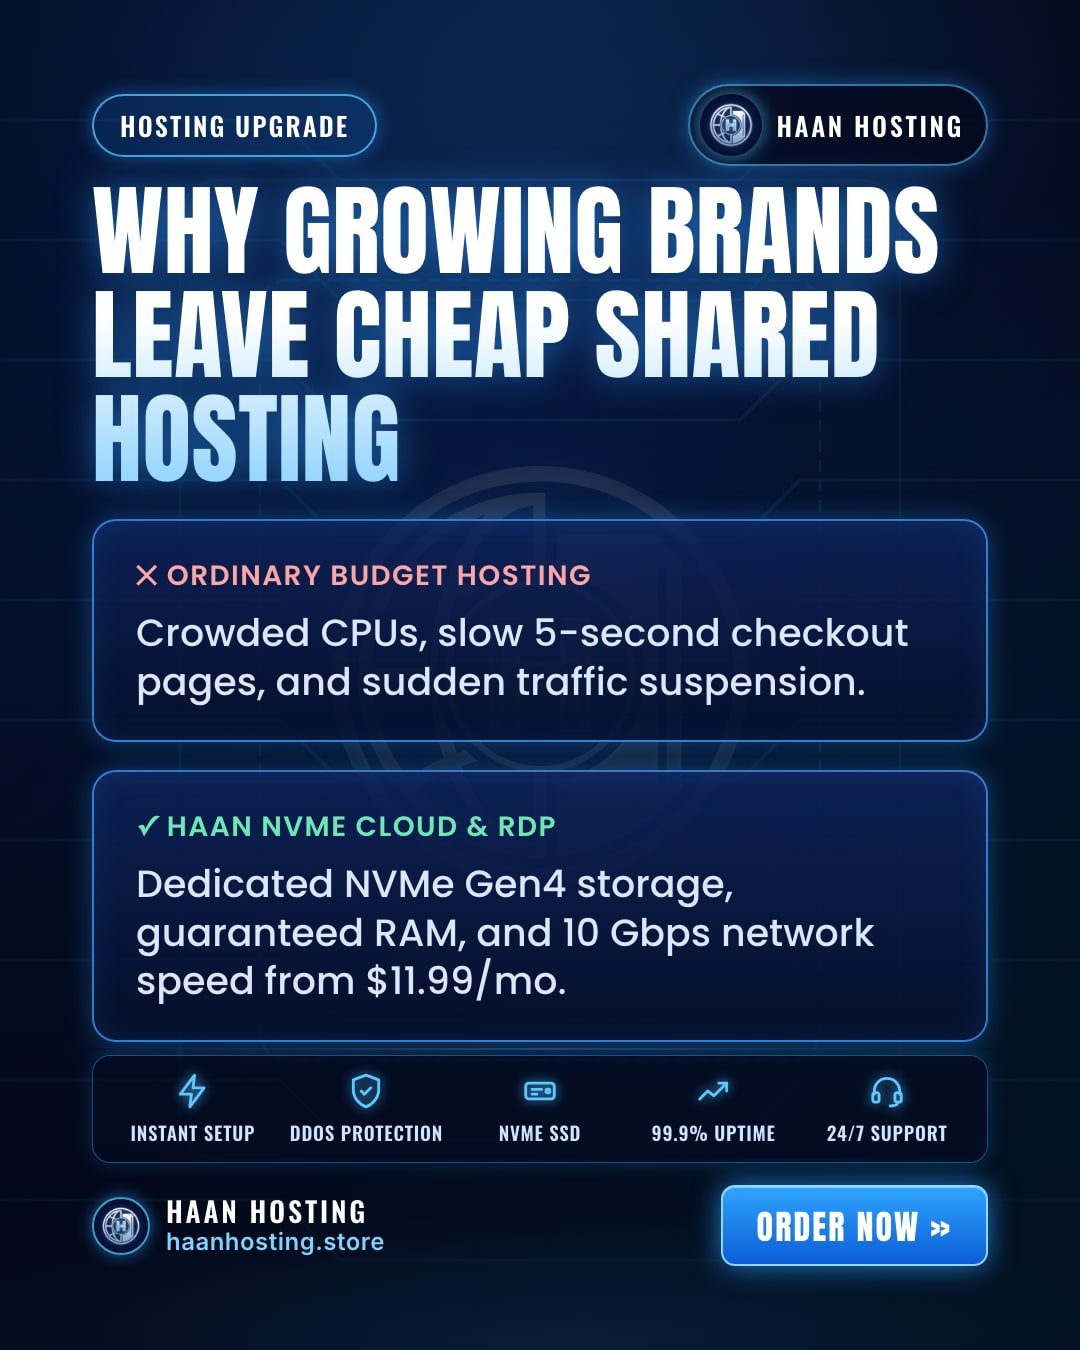 HOSTING UPGRADE
HAAN HOSTING
WHY GROWING BRANDS
LEAVE CHEAP SHARED
HOSTING
✕ ORDINARY BUDGET HOSTING
Crowded CPUs, slow 5-second checkout
pages, and sudden traffic suspension.
✓ HAAN NVME CLOUD & RDP
Dedicated NVMe Gen4 storage,
guaranteed RAM, and 10 Gbps network
speed from $11.99/mo.
INSTANT SETUP
DDOS PROTECTION
NVME SSD
99.9% UPTIME
24/7 SUPPORT
HAAN HOSTING
haanhosting.store
ORDER NOW »